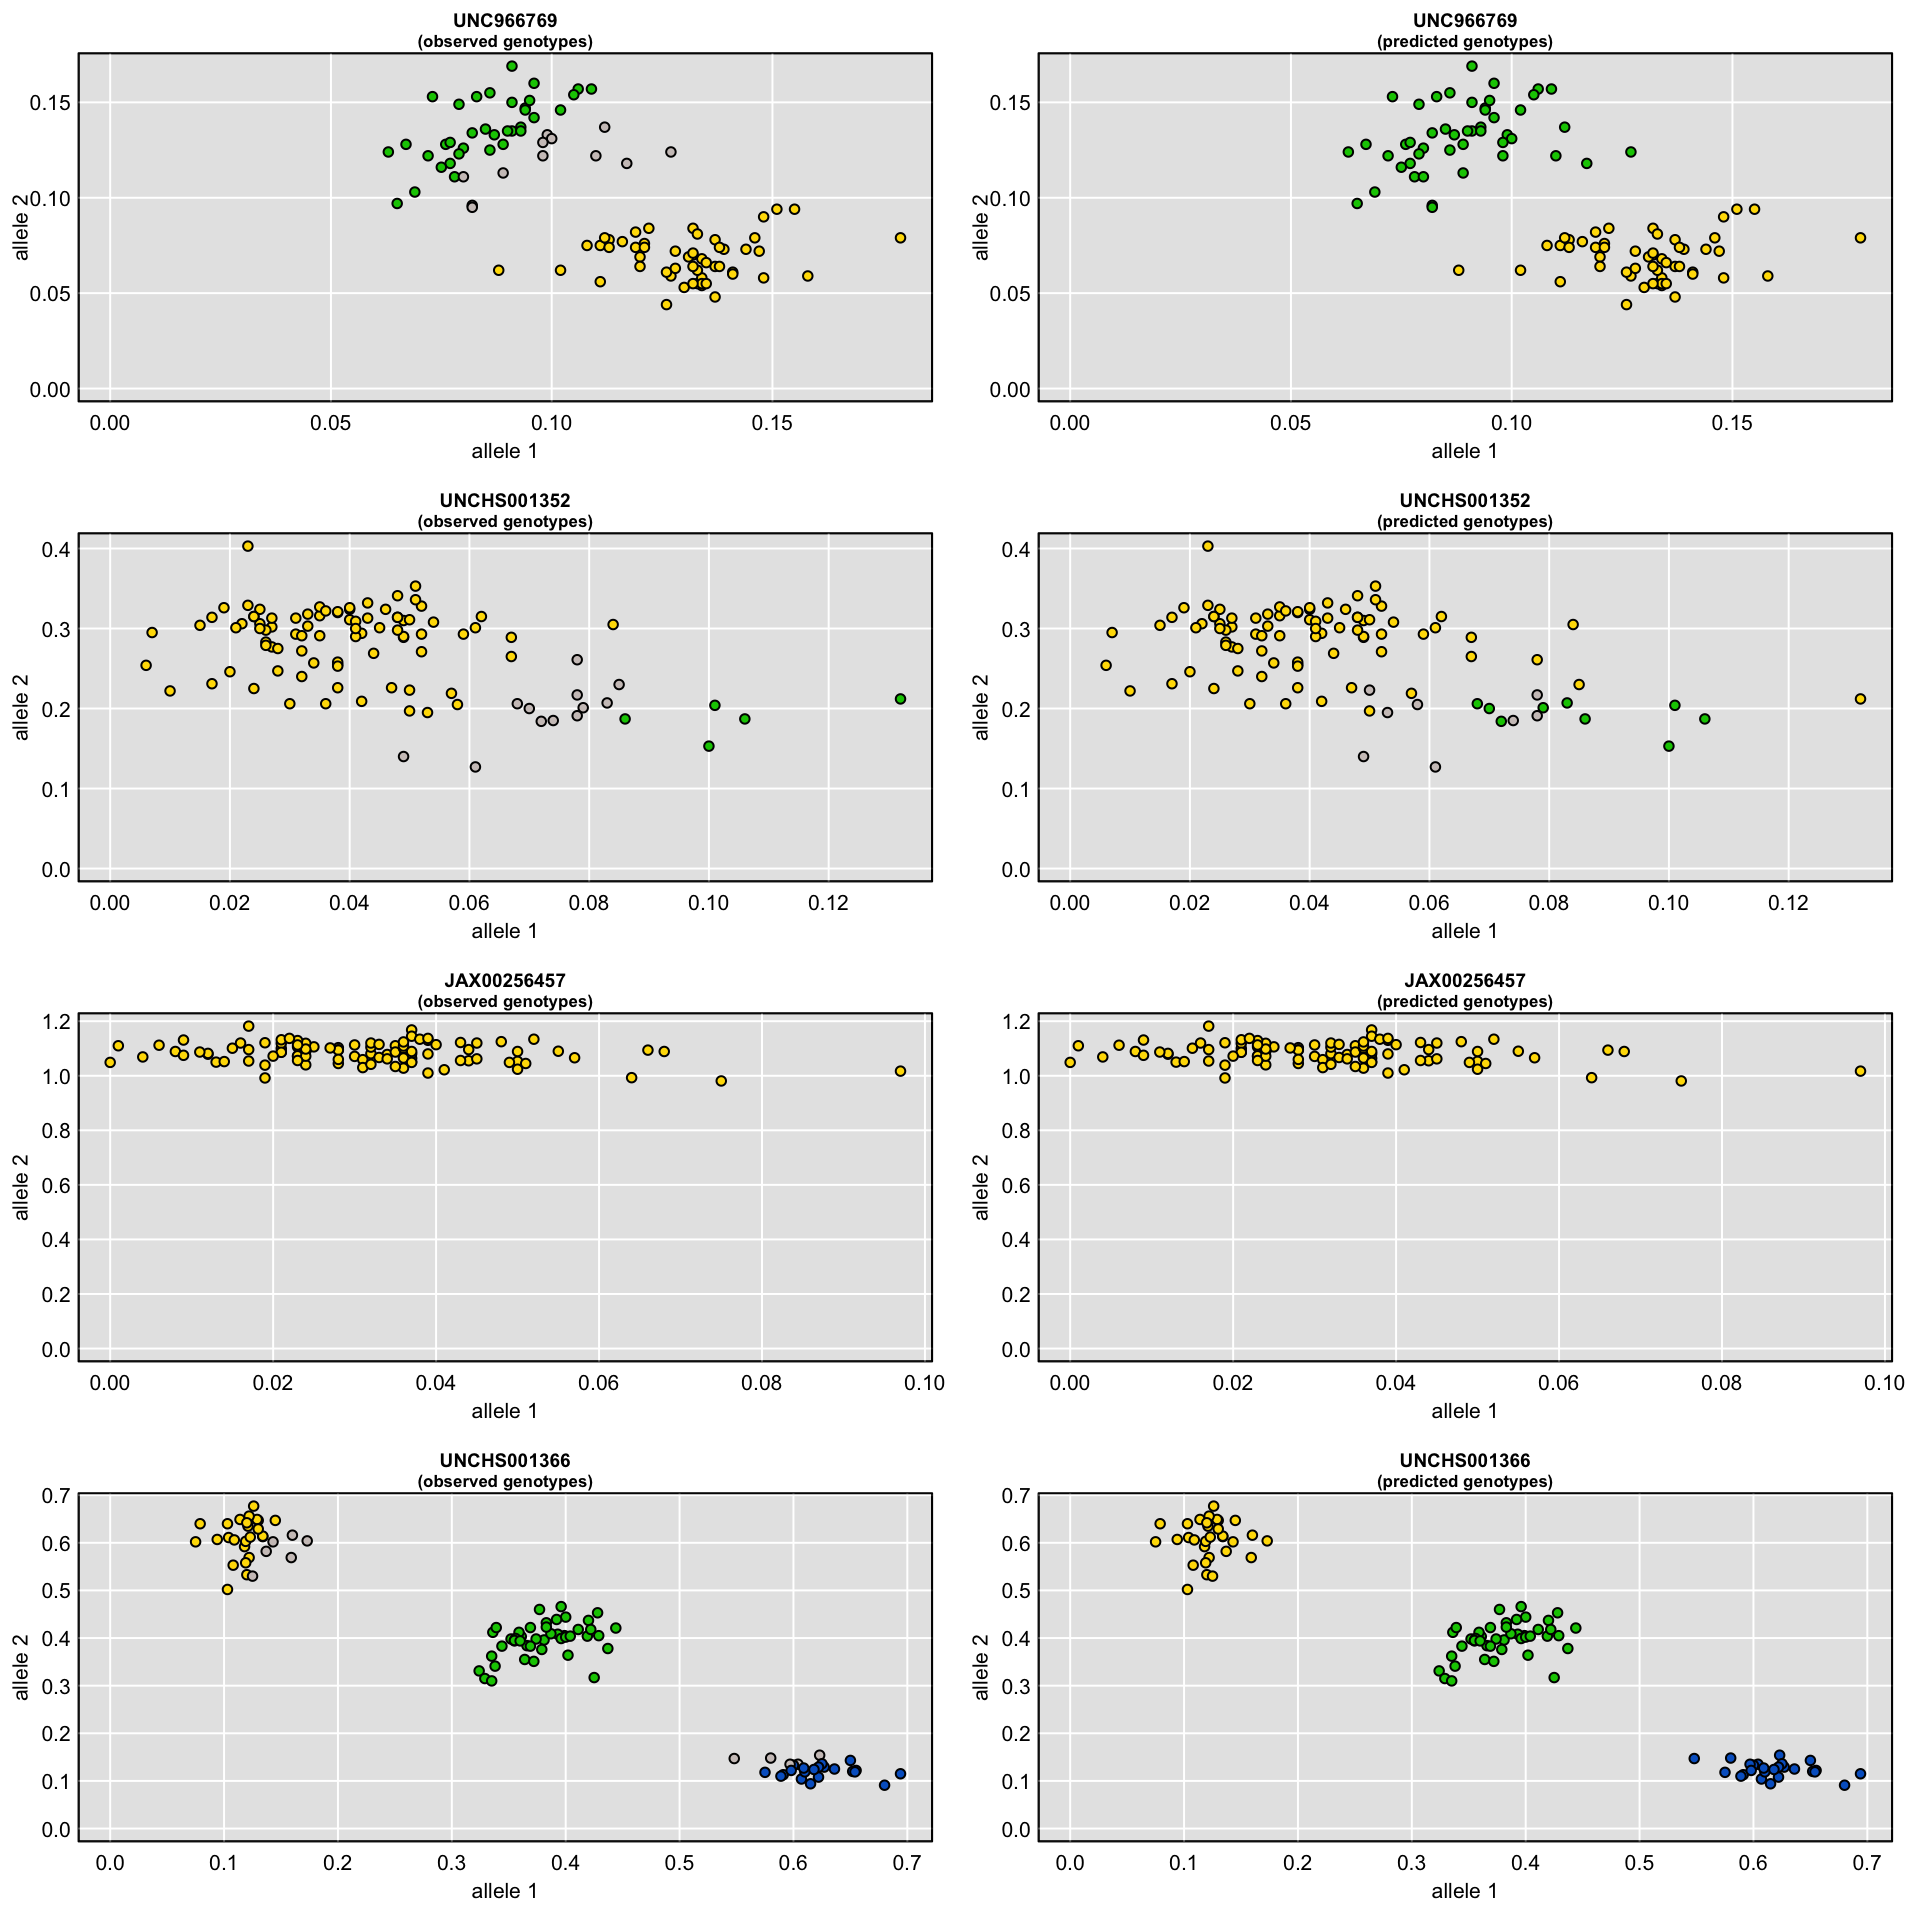 UNC966769
(observed genotypes)
0.15
0.10
0.05
0.00
allele 2
0.00 0.05 0.10 0.15
allele 1
UNC966769
(predicted genotypes)
0.15
0.10
0.05
0.00
allele 2
0.00 0.05 0.10 0.15
allele 1
UNCHS001352
(observed genotypes)
0.4
0.3
0.2
0.1
0.0
allele 2
0.00 0.02 0.04 0.06 0.08 0.10 0.12
allele 1
UNCHS001352
(predicted genotypes)
0.4
0.3
0.2
0.1
0.0
allele 2
0.00 0.02 0.04 0.06 0.08 0.10 0.12
allele 1
JAX00256457
(observed genotypes)
1.2
1.0
0.8
0.6
0.4
0.2
0.0
allele 2
0.00 0.02 0.04 0.06 0.08 0.10
allele 1
JAX00256457
(predicted genotypes)
1.2
1.0
0.8
0.6
0.4
0.2
0.0
allele 2
0.00 0.02 0.04 0.06 0.08 0.10
allele 1
UNCHS001366
(observed genotypes)
0.7
0.6
0.5
0.4
0.3
0.2
0.1
0.0
allele 2
0.0 0.1 0.2 0.3 0.4 0.5 0.6 0.7
allele 1
UNCHS001366
(predicted genotypes)
0.7
0.6
0.5
0.4
0.3
0.2
0.1
0.0
allele 2
0.0 0.1 0.2 0.3 0.4 0.5 0.6 0.7
allele 1